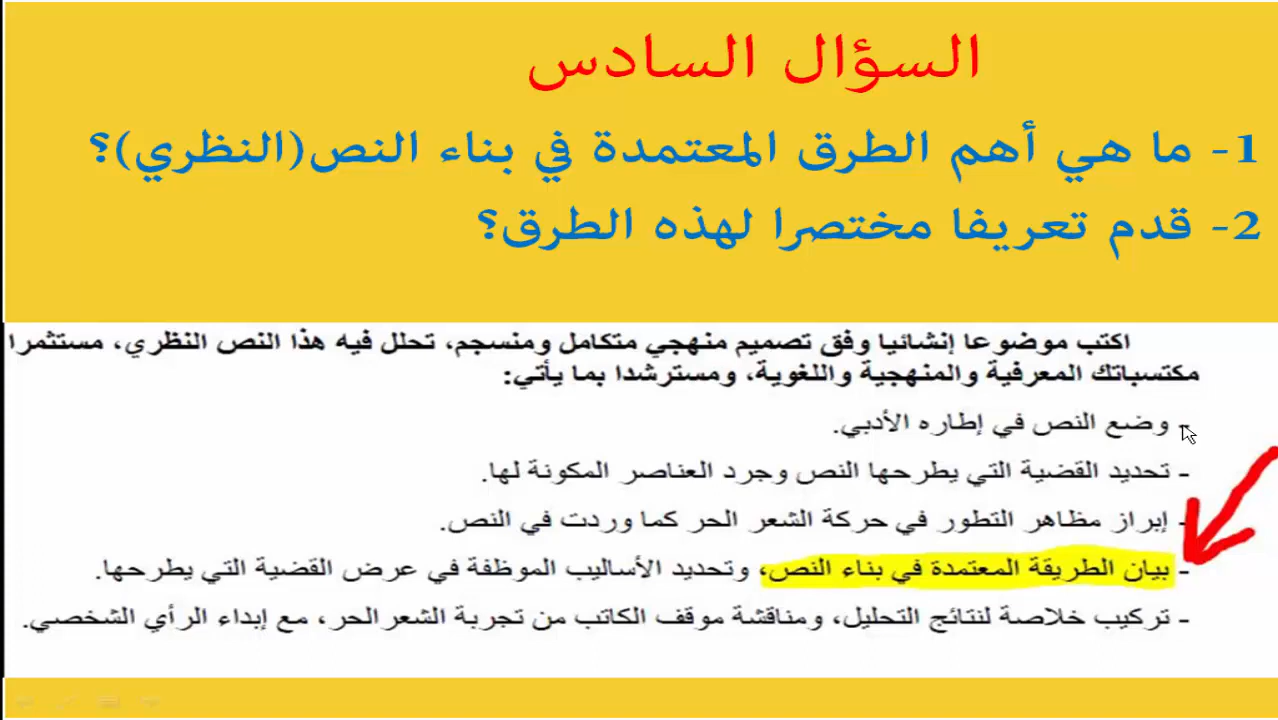 السؤال السادس
1- ما هي أهم الطرق المعتمدة في بناء النص(النظري)؟
2- قدم تعريفا مختصرا لهذه الطرق؟
اكتب موضوعا إنشائيا وفق تصميم منهجي متكامل ومنسجم، تحلل فيه هذا النص النظري، مستثمرا
مكتسباتك المعرفية والمنهجية واللغوية، ومسترشدا بما يأتي:
- وضع النص في إطاره الأدبي.
- تحديد القضية التي يطرحها النص وجرد العناصر المكونة لها.
- إبراز مظاهر التطور في حركة الشعر الحر كما وردت في النص.
- بيان الطريقة المعتمدة في بناء النص، وتحديد الأساليب الموظفة في عرض القضية التي يطرحها.
- تركيب خلاصة لنتائج التحليل، ومناقشة موقف الكاتب من تجربة الشعرالحر، مع إبداء الرأي الشخصي.